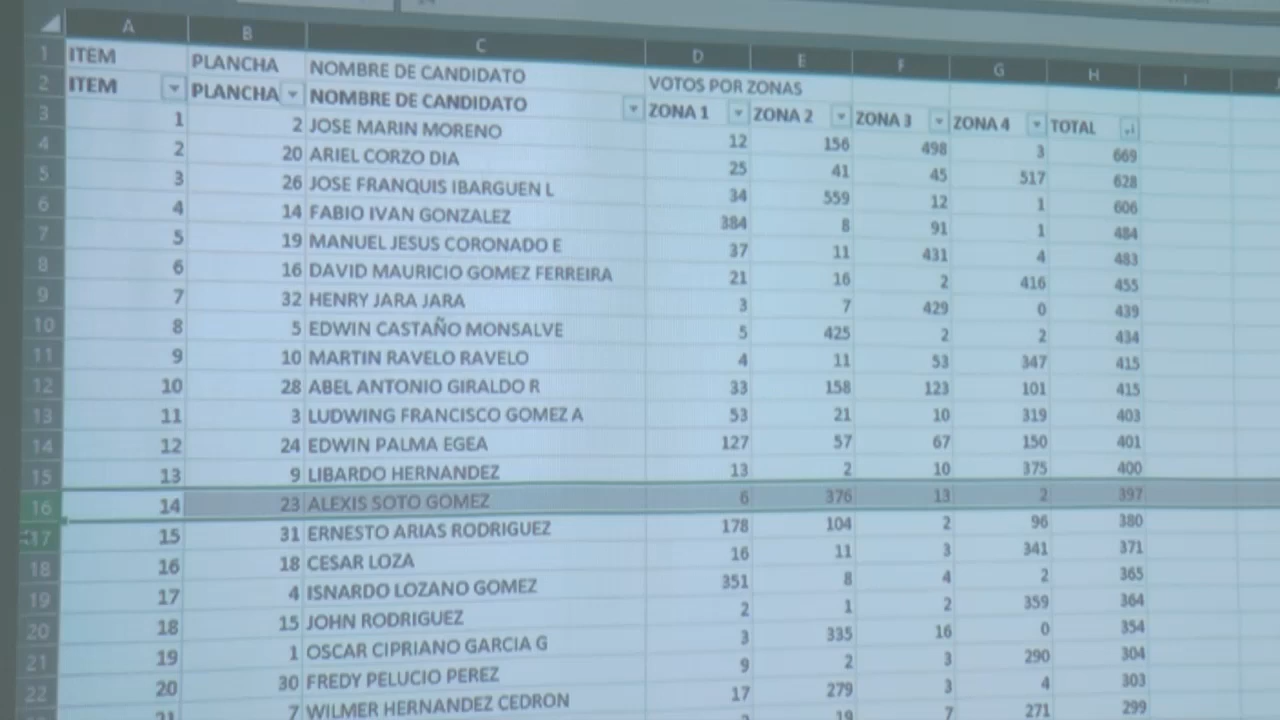 A B C D E F G H I
1 ITEM PLANCHA NOMBRE DE CANDIDATO VOTOS POR ZONAS
2 ITEM PLANCHA NOMBRE DE CANDIDATO ZONA 1 ZONA 2 ZONA 3 ZONA 4 TOTAL
3 1 2 JOSE MARIN MORENO 12 156 498 3 669
4 2 20 ARIEL CORZO DIA 25 41 45 517 628
5 3 26 JOSE FRANQUIS IBARGUEN L 34 559 12 1 606
6 4 14 FABIO IVAN GONZALEZ 384 8 91 1 484
7 5 19 MANUEL JESUS CORONADO E 37 11 431 4 483
8 6 16 DAVID MAURICIO GOMEZ FERREIRA 21 16 2 416 455
9 7 32 HENRY JARA JARA 3 7 429 0 439
10 8 5 EDWIN CASTAÑO MONSALVE 5 425 2 2 434
11 9 10 MARTIN RAVELO RAVELO 4 11 53 347 415
12 10 28 ABEL ANTONIO GIRALDO R 33 158 123 101 415
13 11 3 LUDWING FRANCISCO GOMEZ A 53 21 10 319 403
14 12 24 EDWIN PALMA EGEA 127 57 67 150 401
15 13 9 LIBARDO HERNANDEZ 13 2 10 375 400
16 14 23 ALEXIS SOTO GOMEZ 6 376 13 2 397
17 15 31 ERNESTO ARIAS RODRIGUEZ 178 104 2 96 380
18 16 18 CESAR LOZA 16 11 3 341 371
19 17 4 ISNARDO LOZANO GOMEZ 351 8 4 2 365
20 18 15 JOHN RODRIGUEZ 2 1 2 359 364
21 19 1 OSCAR CIPRIANO GARCIA G 3 335 16 0 354
22 20 30 FREDY PELUCIO PEREZ 9 2 3 290 304
21 7 WILMER HERNANDEZ CEDRON 17 279 3 4 303
19 7 271 299